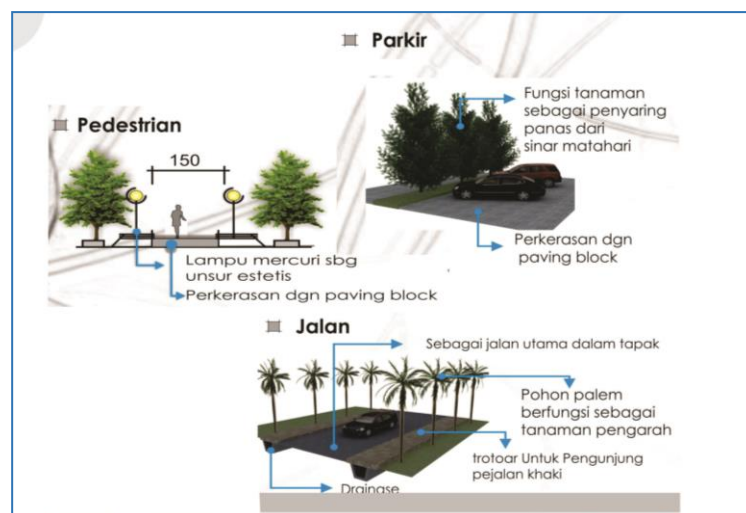 Parkir
Fungsi tanaman
sebagai penyaring
panas dari
sinar matahari
Perkerasan dgn
paving block
Pedestrian
150
Lampu mercuri sbg
unsur estetis
Perkerasan dgn paving block
Jalan
Sebagai jalan utama dalam tapak
Pohon palem
berfungsi sebagai
tanaman pengarah
trotoar Untuk Pengunjung
pejalan khaki
Drainase